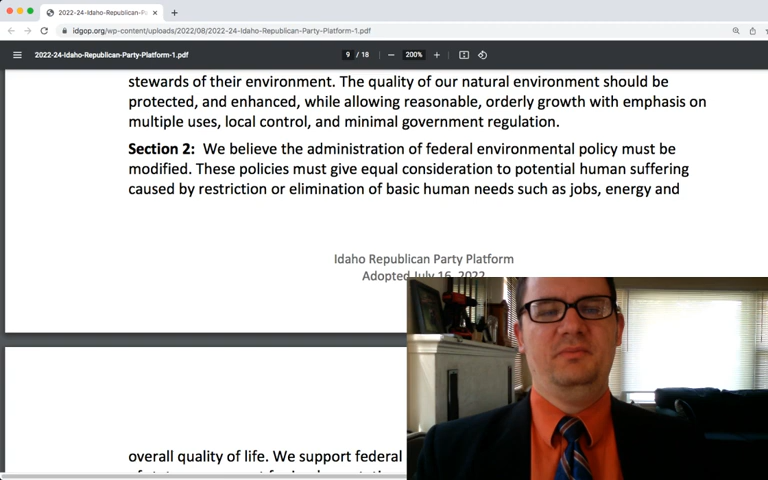 2022-24-Idaho-Republican-Pa
idgop.org/wp-content/uploads/2022/08/2022-24-Idaho-Republican-Party-Platform-1.pdf
2022-24-Idaho-Republican-Party-Platform-1.pdf
9 / 18
200%
stewards of their environment. The quality of our natural environment should be
protected, and enhanced, while allowing reasonable, orderly growth with emphasis on
multiple uses, local control, and minimal government regulation.
Section 2: We believe the administration of federal environmental policy must be
modified. These policies must give equal consideration to potential human suffering
caused by restriction or elimination of basic human needs such as jobs, energy and
Idaho Republican Party Platform
Adopted July 16, 2022
overall quality of life. We support federal